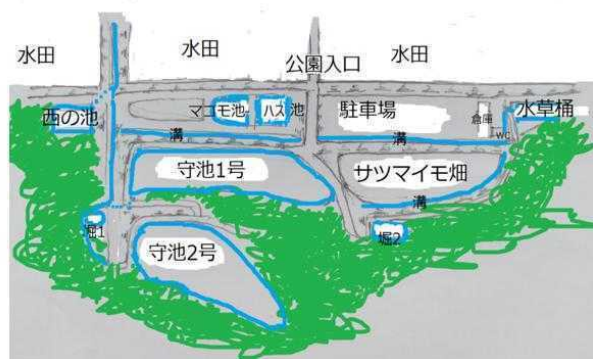 水田
水田
水田
公園入口
西の池
マコモ池
ハス池
駐車場
倉庫
WC
水草桶
溝
溝
守池1号
サツマイモ畑
溝
堀1
堀2
守池2号